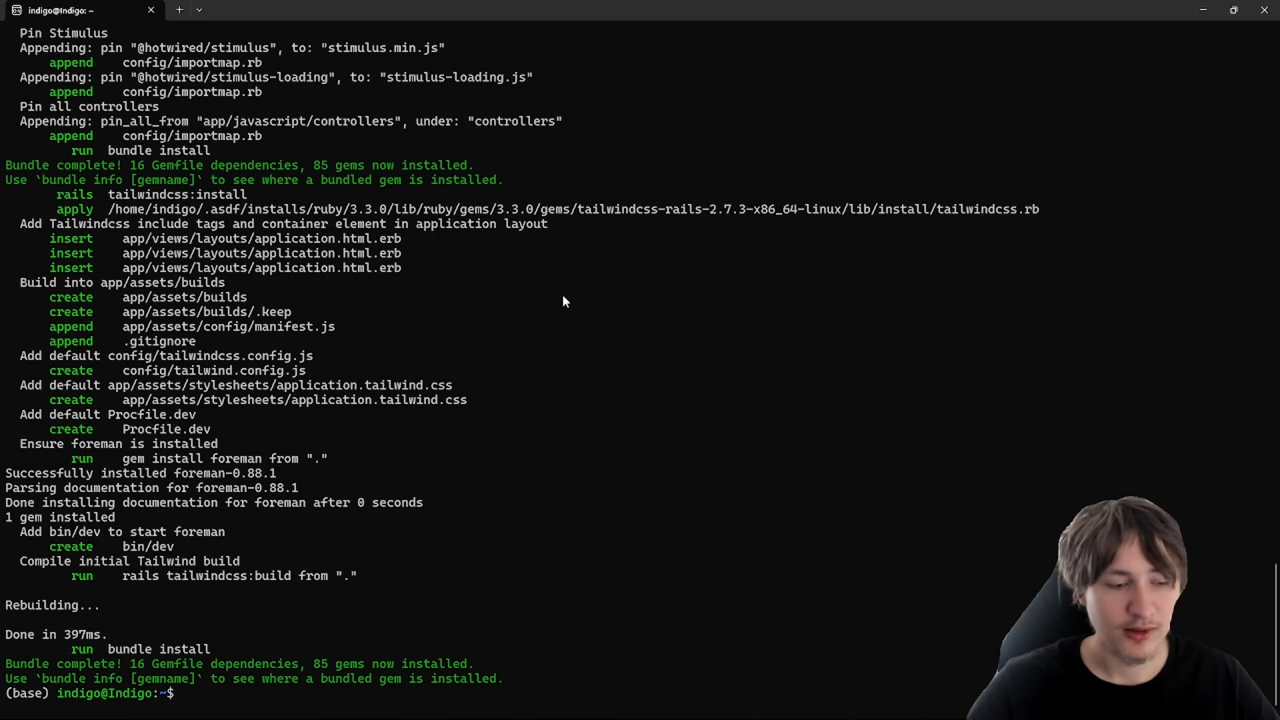 indigo@Indigo: ~
Pin Stimulus
Appending: pin "@hotwired/stimulus", to: "stimulus.min.js"
append config/importmap.rb
Appending: pin "@hotwired/stimulus-loading", to: "stimulus-loading.js"
append config/importmap.rb
Pin all controllers
Appending: pin_all_from "app/javascript/controllers", under: "controllers"
append config/importmap.rb
run bundle install
Bundle complete! 16 Gemfile dependencies, 85 gems now installed.
Use `bundle info [gemname]` to see where a bundled gem is installed.
rails tailwindcss:install
apply /home/indigo/.asdf/installs/ruby/3.3.0/lib/ruby/gems/3.3.0/gems/tailwindcss-rails-2.7.3-x86_64-linux/lib/install/tailwindcss.rb
Add Tailwindcss include tags and container element in application layout
insert app/views/layouts/application.html.erb
insert app/views/layouts/application.html.erb
insert app/views/layouts/application.html.erb
Build into app/assets/builds
create app/assets/builds
create app/assets/builds/.keep
append app/assets/config/manifest.js
append .gitignore
Add default config/tailwindcss.config.js
create config/tailwind.config.js
Add default app/assets/stylesheets/application.tailwind.css
create app/assets/stylesheets/application.tailwind.css
Add default Procfile.dev
create Procfile.dev
Ensure foreman is installed
run gem install foreman from "."
Successfully installed foreman-0.88.1
Parsing documentation for foreman-0.88.1
Done installing documentation for foreman after 0 seconds
1 gem installed
Add bin/dev to start foreman
create bin/dev
Compile initial Tailwind build
run rails tailwindcss:build from "."
Rebuilding...
Done in 397ms.
run bundle install
Bundle complete! 16 Gemfile dependencies, 85 gems now installed.
Use `bundle info [gemname]` to see where a bundled gem is installed.
(base) indigo@Indigo:~$